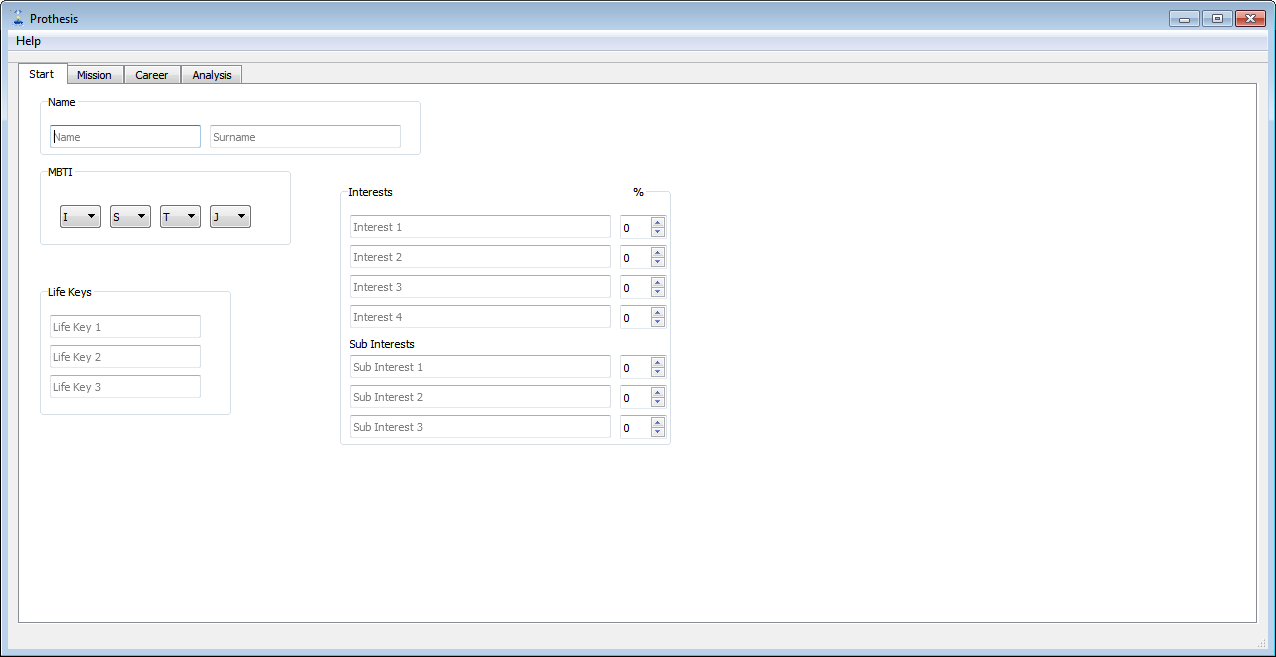 Prothesis
Help
Start Mission Career Analysis
Name
Name Surname
MBTI
I S T J
Interests %
Interest 1 0
Interest 2 0
Interest 3 0
Interest 4 0
Sub Interests
Sub Interest 1 0
Sub Interest 2 0
Sub Interest 3 0
Life Keys
Life Key 1
Life Key 2
Life Key 3